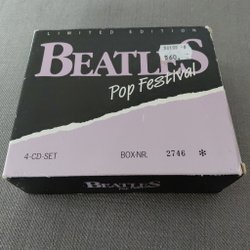 LIMITED EDITION
BEATLES
Pop Festival
4-CD-SET BOX-NR. 2746 *
BEATLES